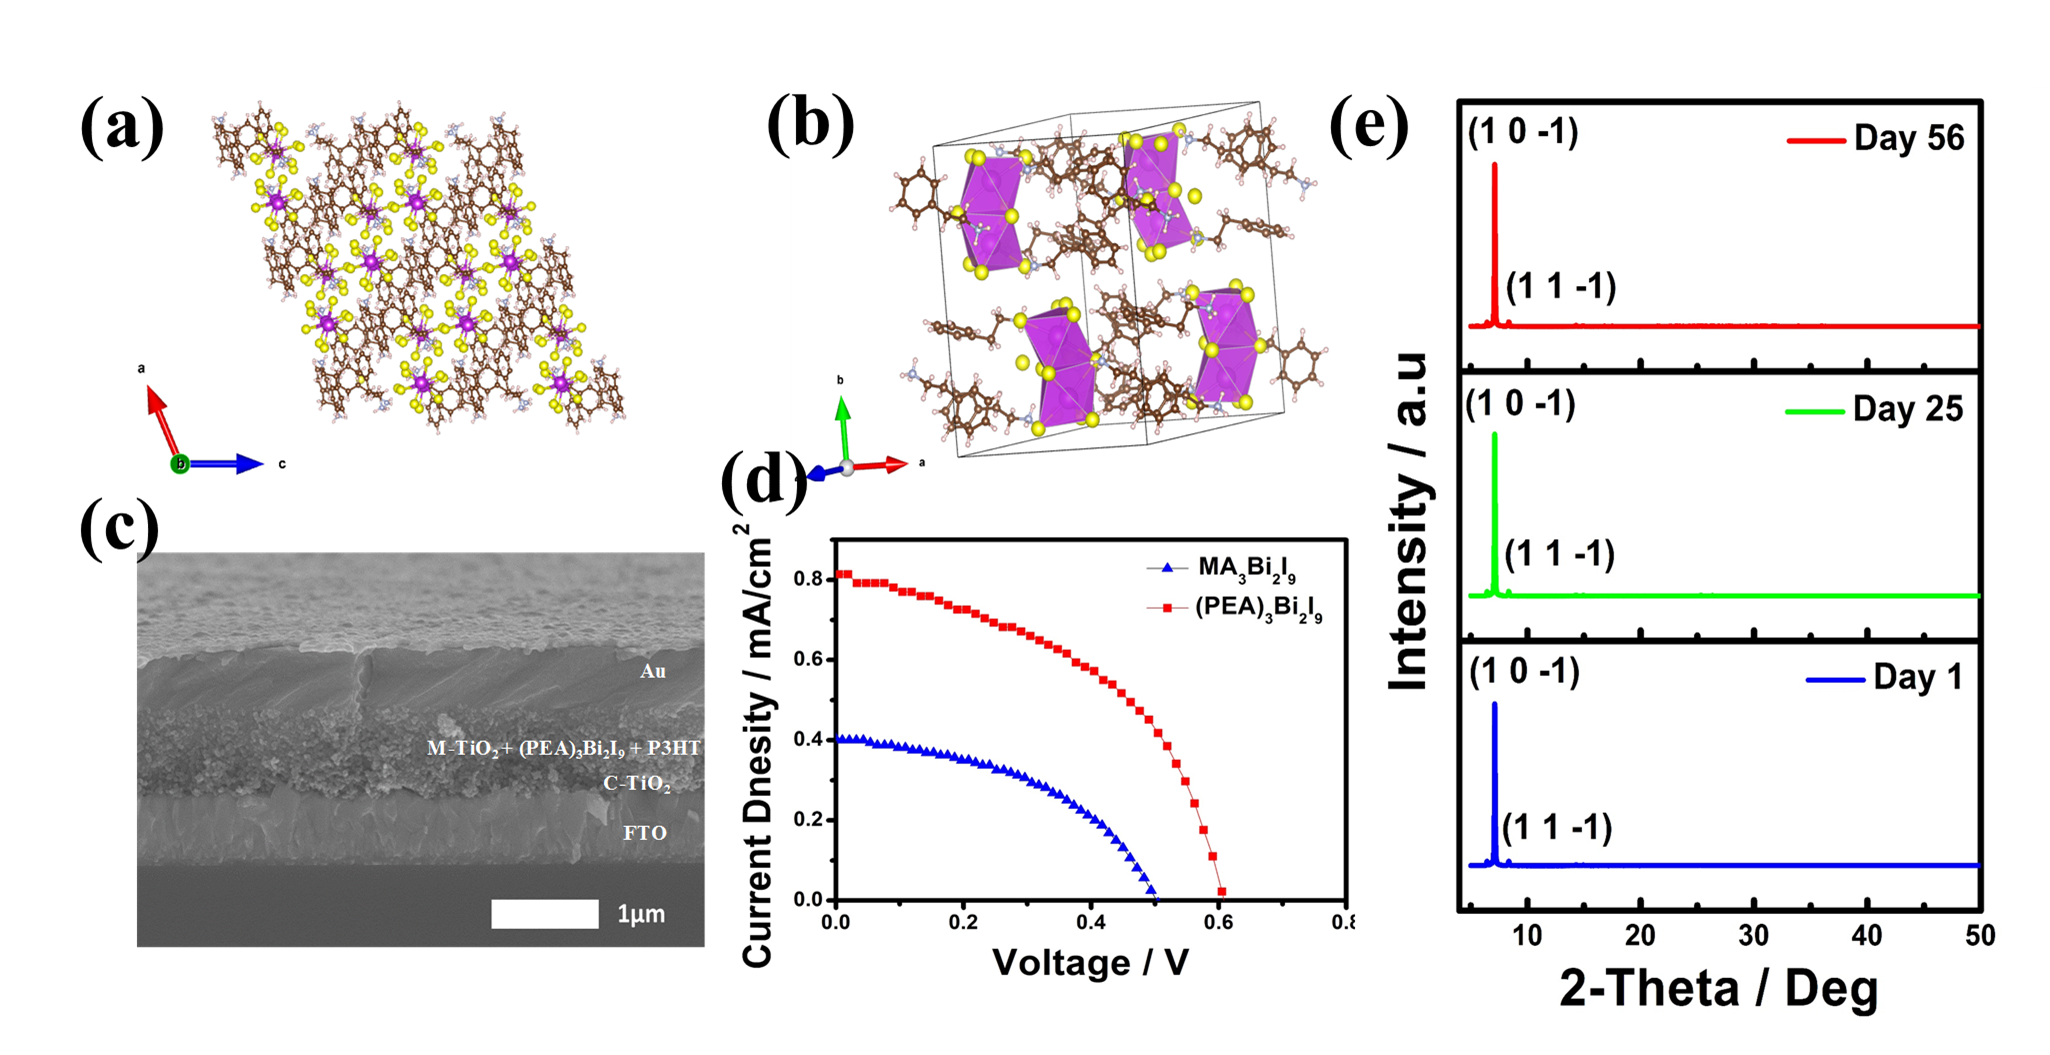 (a)
a
b
c
(b)
b
a
(c)
Au
M-TiO₂ + (PEA)₃Bi₂I₉ + P3HT
C-TiO₂
FTO
1μm
(d)
Current Dnesity / mA/cm²
0.8
0.6
0.4
0.2
0.0
0.0 0.2 0.4 0.6 0.8
Voltage / V
MA₃Bi₂I₉
(PEA)₃Bi₂I₉
(e)
Intensity / a.u
(1 0 -1)
Day 56
(1 1 -1)
(1 0 -1)
Day 25
(1 1 -1)
(1 0 -1)
Day 1
(1 1 -1)
10 20 30 40 50
2-Theta / Deg